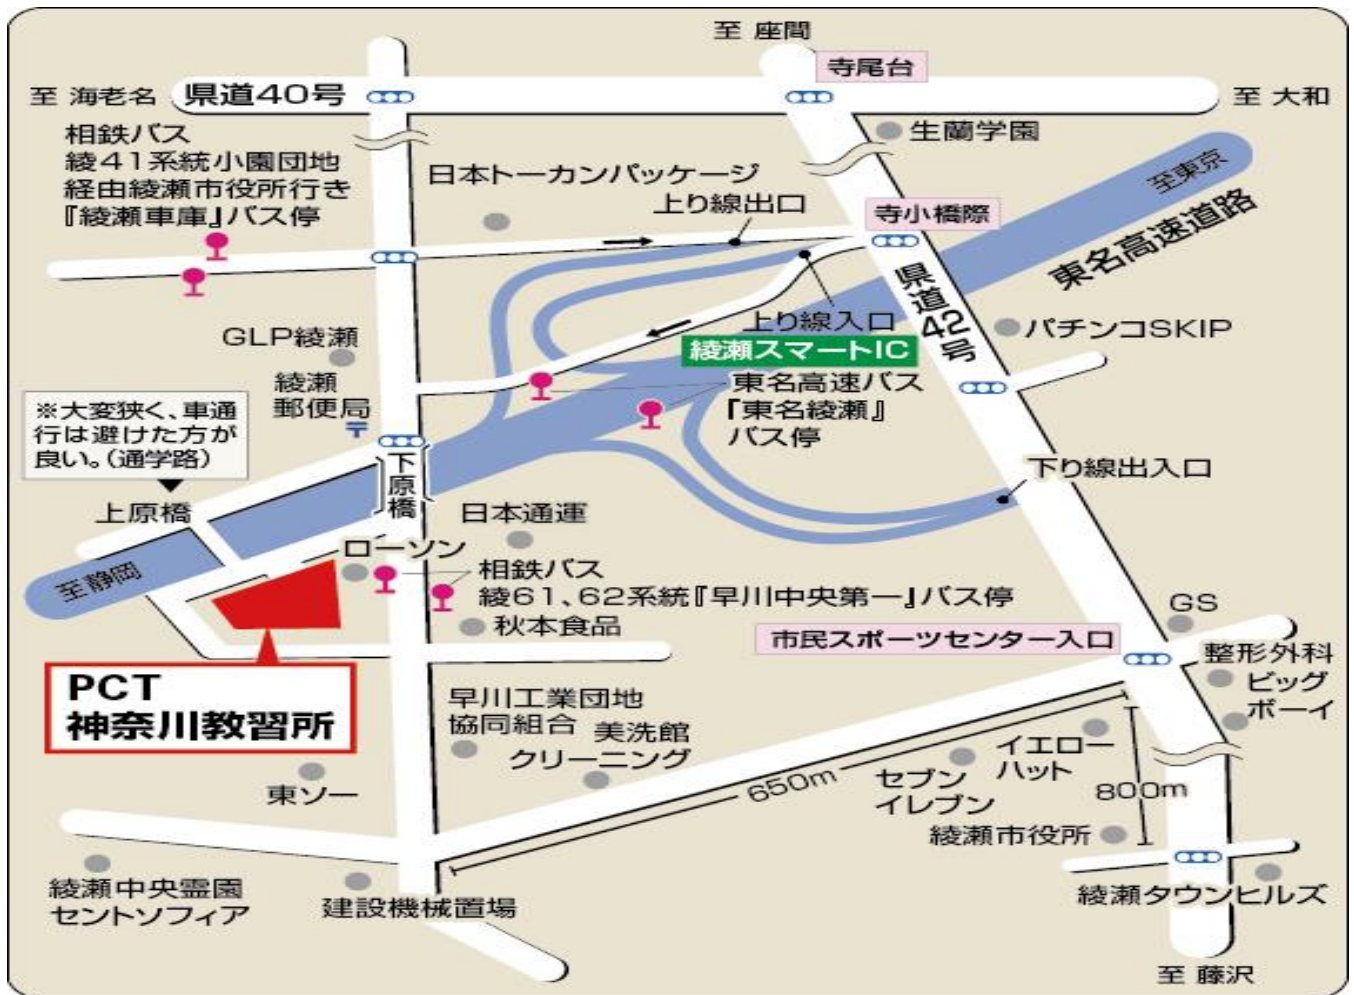 至 座間
寺尾台
至 海老名
県道40号
至 大和
相鉄バス
綾41系統小園団地
経由綾瀬市役所行き
『綾瀬車庫』バス停
生蘭学園
日本トーカンパッケージ
至東京
上り線出口
寺小橋際
東名高速道路
県道42号
GLP綾瀬
上り線入口
パチンコSKIP
綾瀬スマートIC
綾瀬
郵便局
〒
東名高速バス
『東名綾瀬』
バス停
※大変狭く、車通
行は避けた方が
良い。(通学路)
下原橋
下り線出入口
上原橋
日本通運
ローソン
至静岡
相鉄バス
綾61、62系統『早川中央第一』バス停
GS
秋本食品
市民スポーツセンター入口
整形外科
PCT
神奈川教習所
ビッグ
ボーイ
早川工業団地
協同組合
美洗館
クリーニング
イエロー
ハット
650m
セブン
イレブン
800m
東ソー
綾瀬市役所
綾瀬中央霊園
セントソフィア
建設機械置場
綾瀬タウンヒルズ
至 藤沢